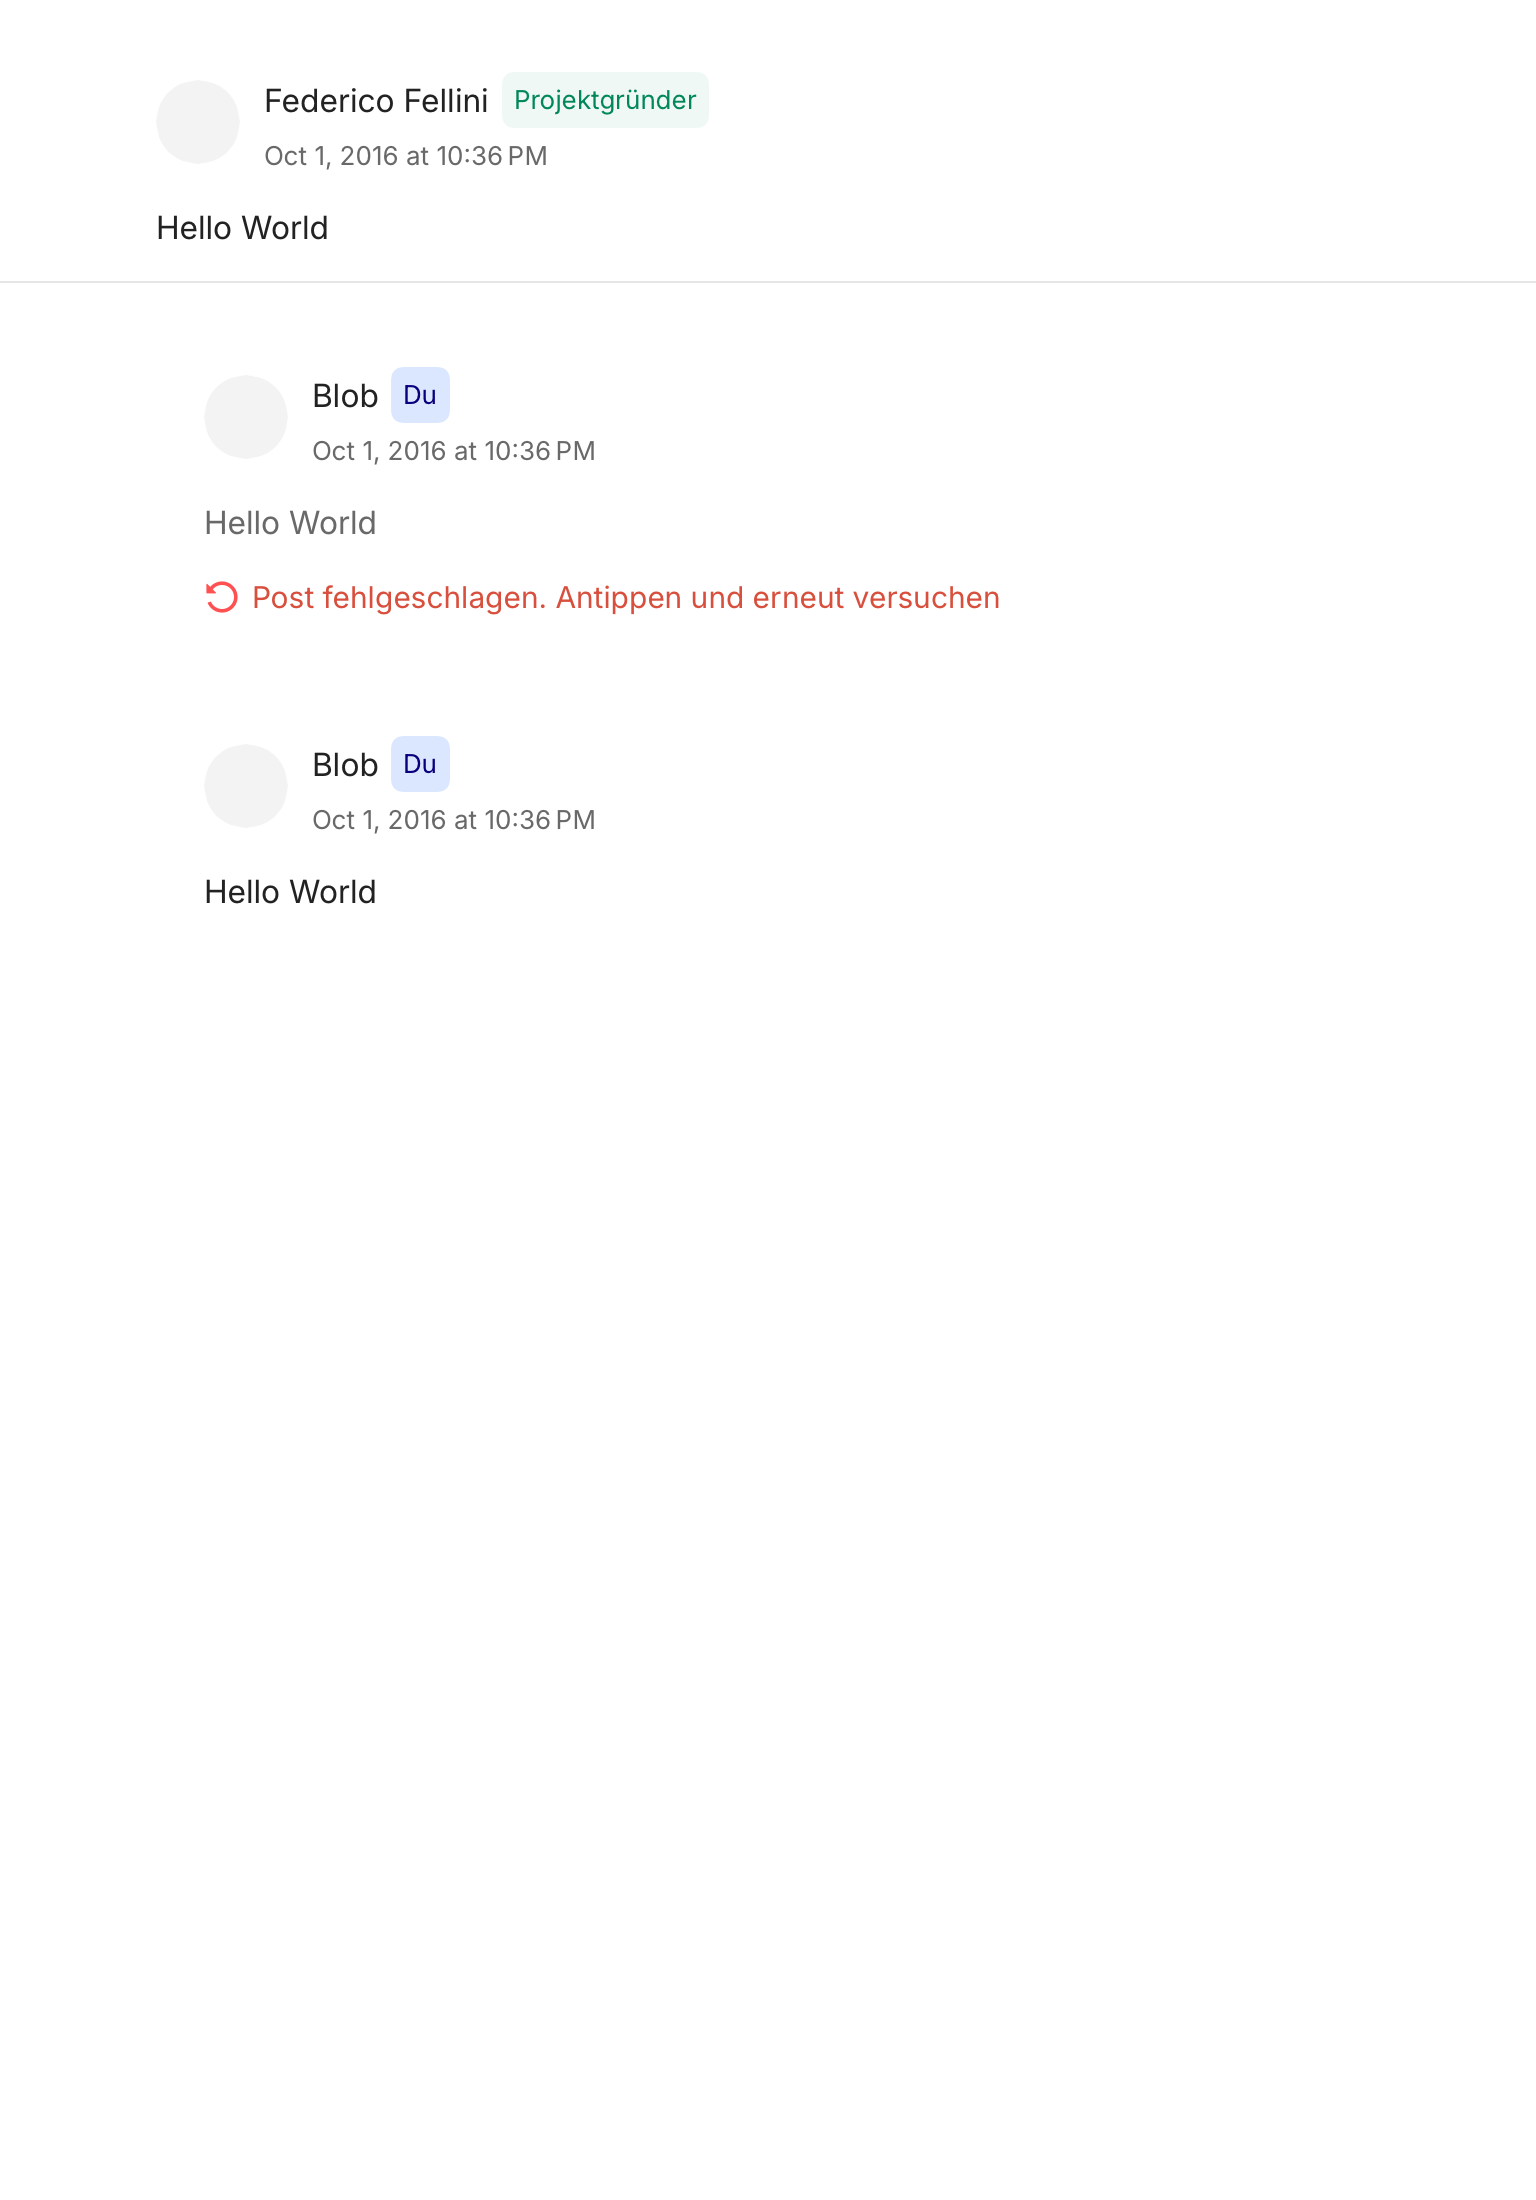 Federico Fellini Projektgründer
Oct 1, 2016 at 10:36 PM
Hello World
Blob Du
Oct 1, 2016 at 10:36 PM
Hello World
Post fehlgeschlagen. Antippen und erneut versuchen
Blob Du
Oct 1, 2016 at 10:36 PM
Hello World